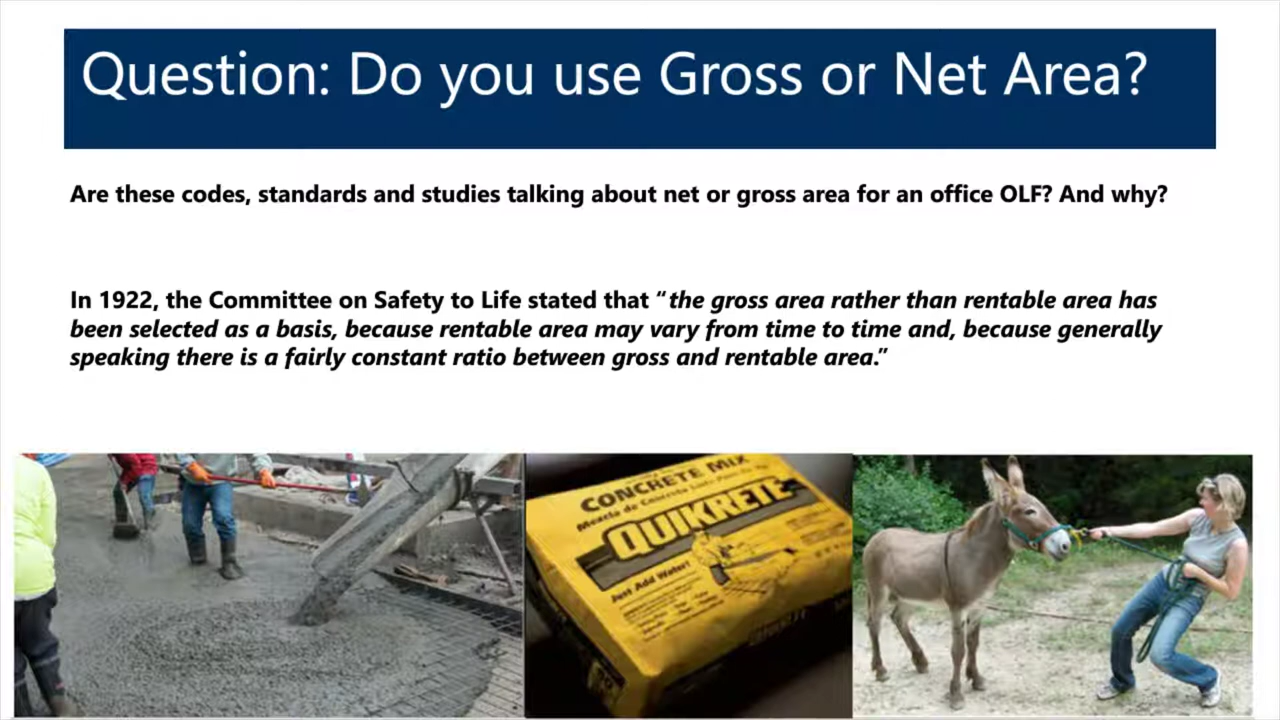 Question: Do you use Gross or Net Area?
Are these codes, standards and studies talking about net or gross area for an office OLF? And why?
In 1922, the Committee on Safety to Life stated that “the gross area rather than rentable area has
been selected as a basis, because rentable area may vary from time to time and, because generally
speaking there is a fairly constant ratio between gross and rentable area.”
CONCRETE MIX
QUIKRETE
Just Add Water!